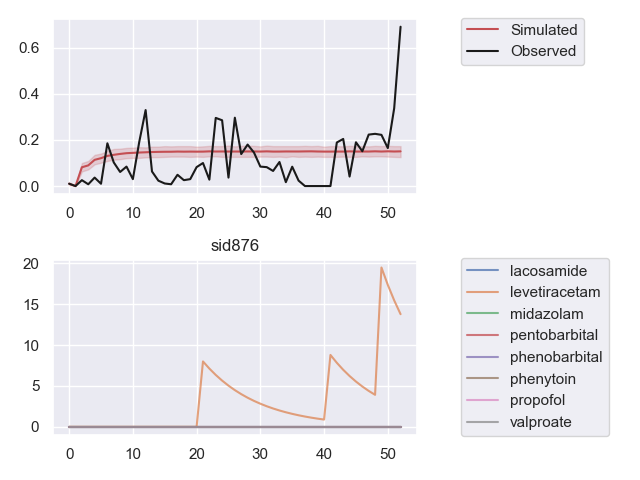 0.6
0.4
0.2
0.0
0 10 20 30 40 50
Simulated
Observed
sid876
20
15
10
5
0
0 10 20 30 40 50
lacosamide
levetiracetam
midazolam
pentobarbital
phenobarbital
phenytoin
propofol
valproate